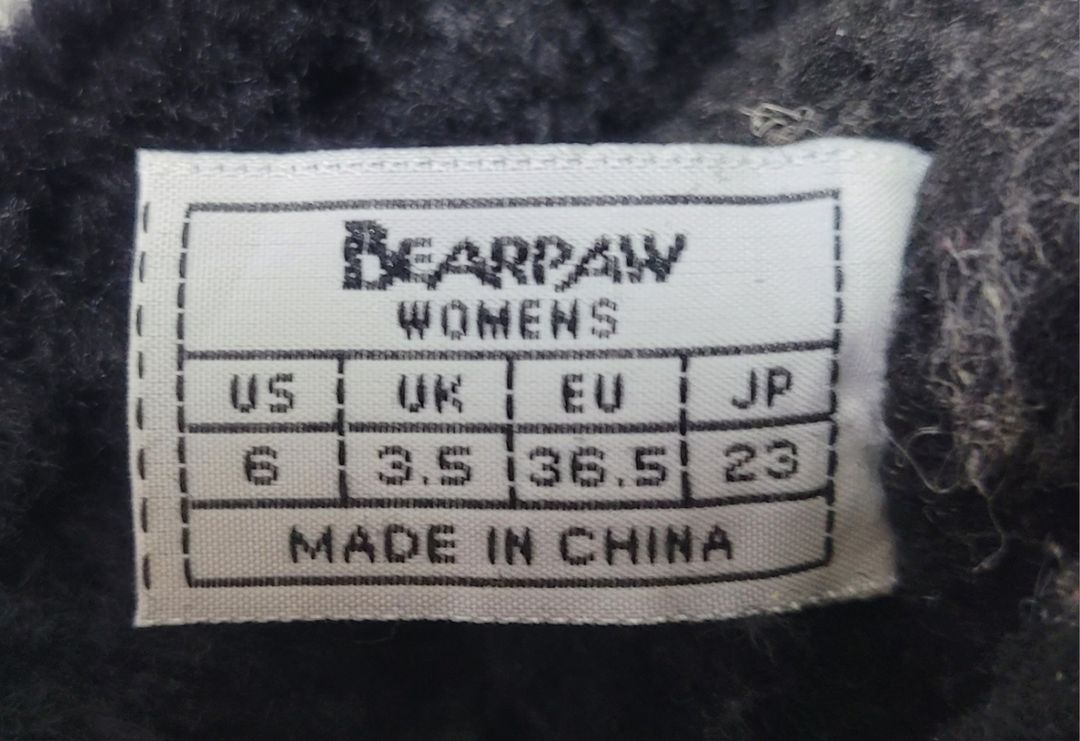 BEARPAW
WOMENS
US UK EU JP
6 3.5 36.5 23
MADE IN CHINA